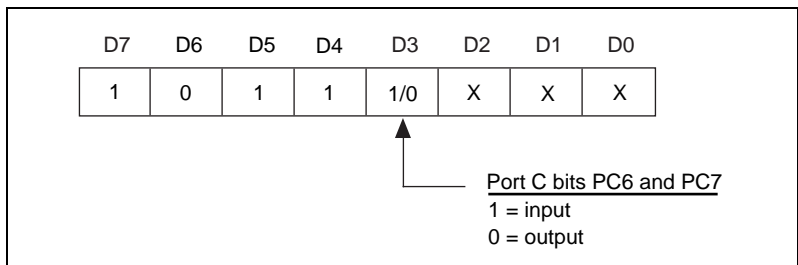 D7 D6 D5 D4 D3 D2 D1 D0
1 0 1 1 1/0 X X X
Port C bits PC6 and PC7
1 = input
0 = output